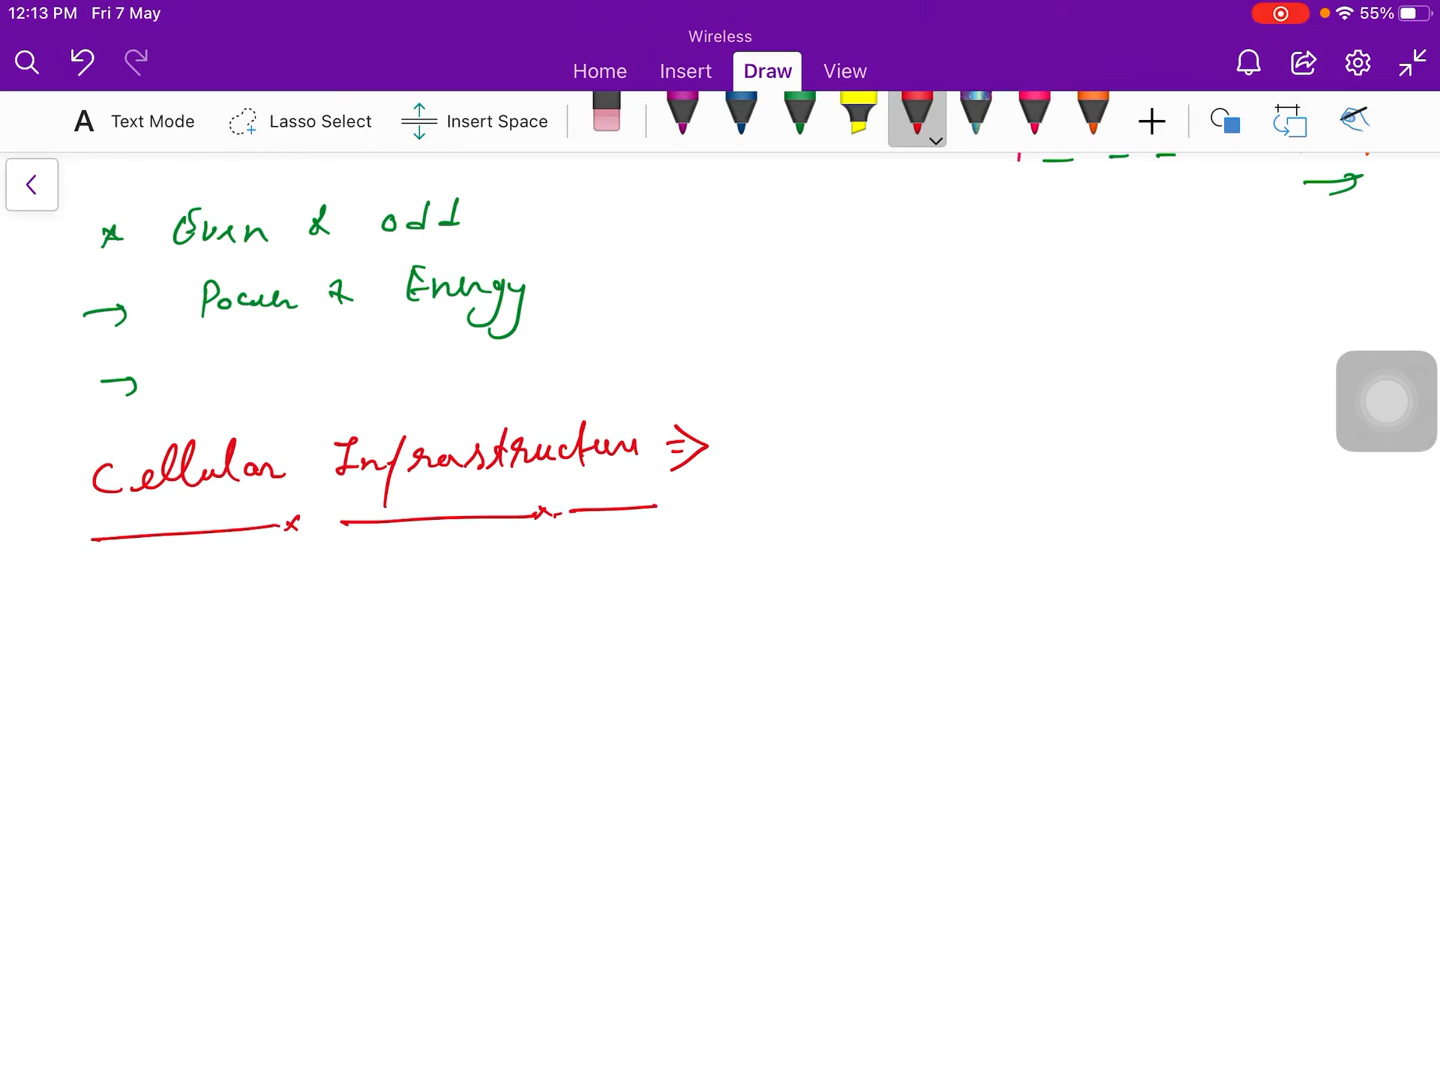 12:13 PM Fri 7 May
55%
Wireless
Home Insert Draw View
A Text Mode Lasso Select Insert Space
* Even & odd
→ Power & Energy
→
Cellular Infrastructure ⇒